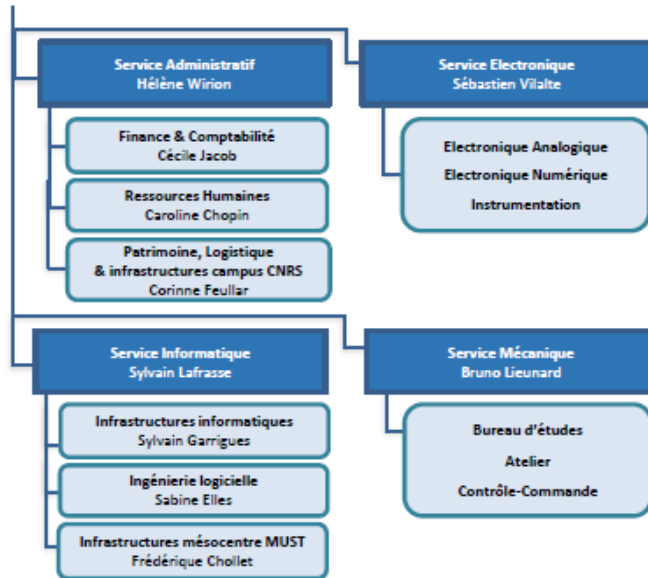 Service Administratif
Hélène Wirion
Service Electronique
Sébastien Vilalte
Finance & Comptabilité
Cécile Jacob
Ressources Humaines
Caroline Chopin
Patrimoine, Logistique
& infrastructures campus CNRS
Corinne Feullar
Electronique Analogique
Electronique Numérique
Instrumentation
Service Informatique
Sylvain Lafrasse
Service Mécanique
Bruno Lieunard
Infrastructures informatiques
Sylvain Garrigues
Ingénierie logicielle
Sabine Elles
Infrastructures mésocentre MUST
Frédérique Chollet
Bureau d'études
Atelier
Contrôle-Commande